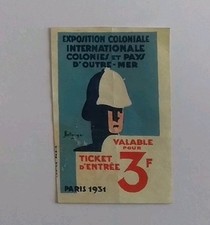 EXPOSITION COLONIALE
INTERNATIONALE
COLONIES ET PAYS
D'OUTRE-MER
VALABLE
POUR
TICKET
D'ENTRÉE
3F
PARIS 1931